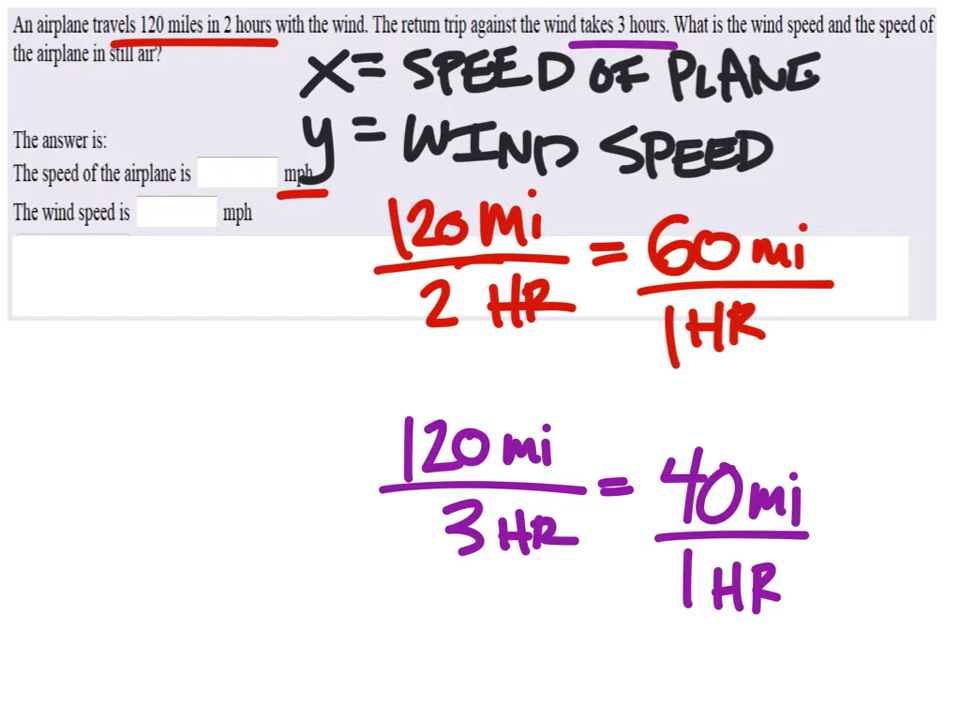 An airplane travels 120 miles in 2 hours with the wind. The return trip against the wind takes 3 hours. What is the wind speed and the speed of
the airplane in still air?
x = SPEED OF PLANE
y = WIND SPEED
The answer is:
The speed of the airplane is mph
The wind speed is mph
120 Mi = 60 mi
2 HR 1 HR
120 mi = 40 mi
3 HR 1 HR